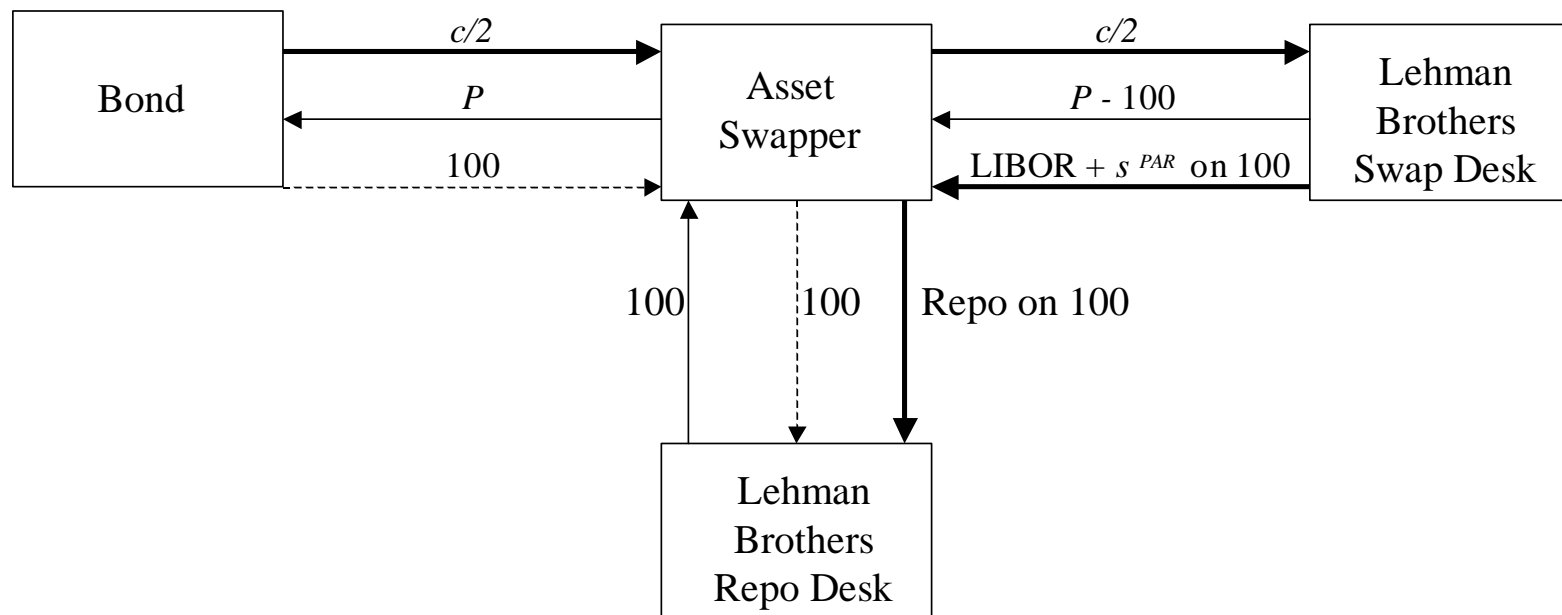 c/2
c/2
Bond
P
Asset
Swapper
P - 100
Lehman
Brothers
Swap Desk
100
LIBOR + s PAR on 100
100
100
Repo on 100
Lehman
Brothers
Repo Desk